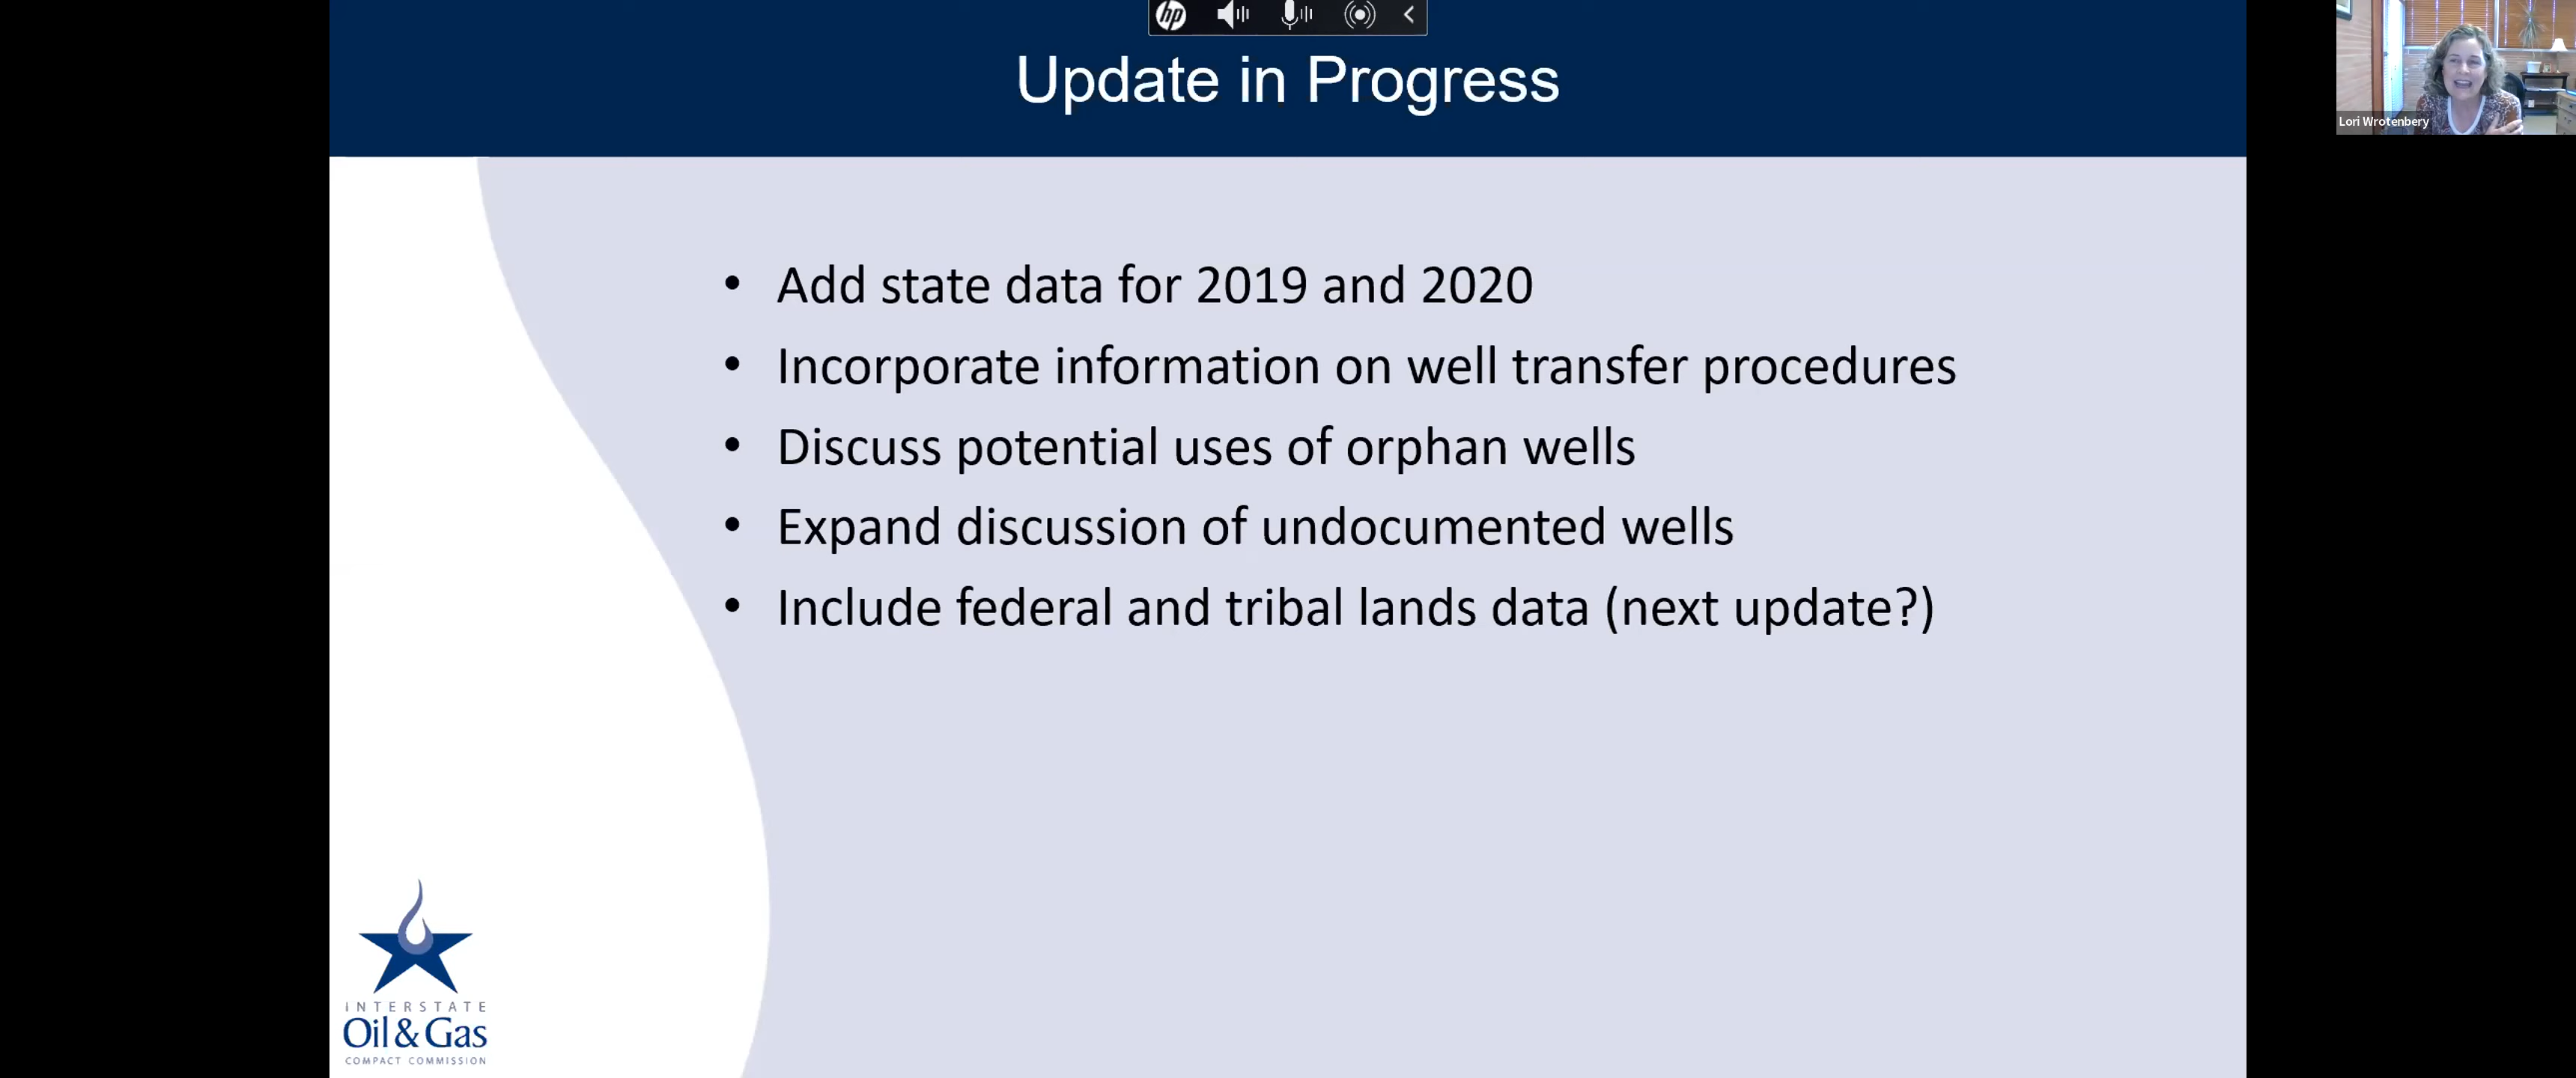 hp
Update in Progress
Lori Wrotenbery
• Add state data for 2019 and 2020
• Incorporate information on well transfer procedures
• Discuss potential uses of orphan wells
• Expand discussion of undocumented wells
• Include federal and tribal lands data (next update?)
INTERSTATE
Oil & Gas
COMPACT COMMISSION